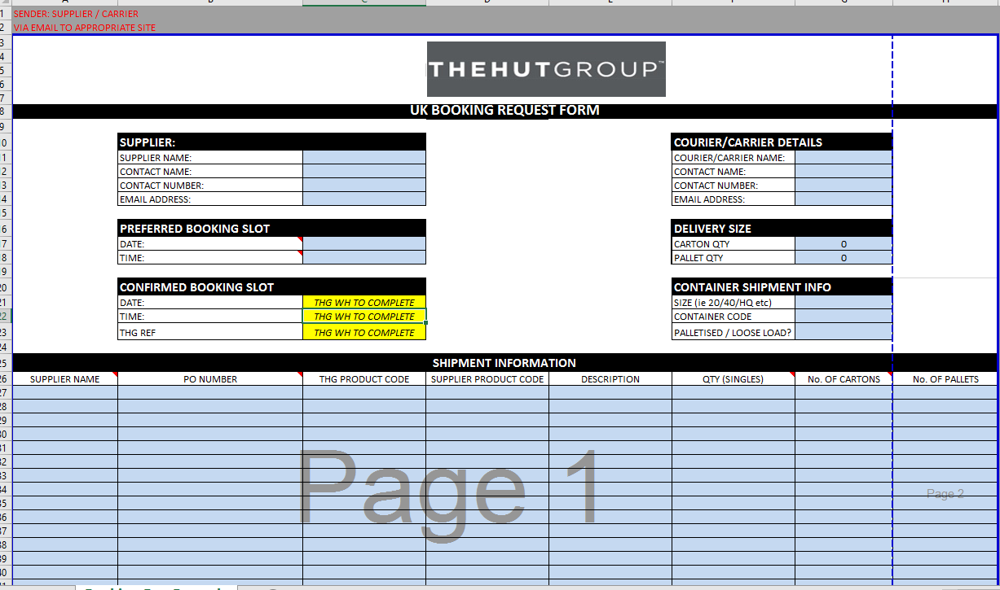 SENDER: SUPPLIER / CARRIER
VIA EMAIL TO APPROPRIATE SITE
THEHUTGROUP™
UK BOOKING REQUEST FORM
SUPPLIER:
SUPPLIER NAME:
CONTACT NAME:
CONTACT NUMBER:
EMAIL ADDRESS:
COURIER/CARRIER DETAILS
COURIER/CARRIER NAME:
CONTACT NAME:
CONTACT NUMBER:
EMAIL ADDRESS:
PREFERRED BOOKING SLOT
DATE:
TIME:
DELIVERY SIZE
CARTON QTY 0
PALLET QTY 0
CONFIRMED BOOKING SLOT
DATE: THG WH TO COMPLETE
TIME: THG WH TO COMPLETE
THG REF THG WH TO COMPLETE
CONTAINER SHIPMENT INFO
SIZE (ie 20/40/HQ etc)
CONTAINER CODE
PALLETISED / LOOSE LOAD?
SHIPMENT INFORMATION
SUPPLIER NAME PO NUMBER THG PRODUCT CODE SUPPLIER PRODUCT CODE DESCRIPTION QTY (SINGLES) No. OF CARTONS No. OF PALLETS
Page 1
Page 2